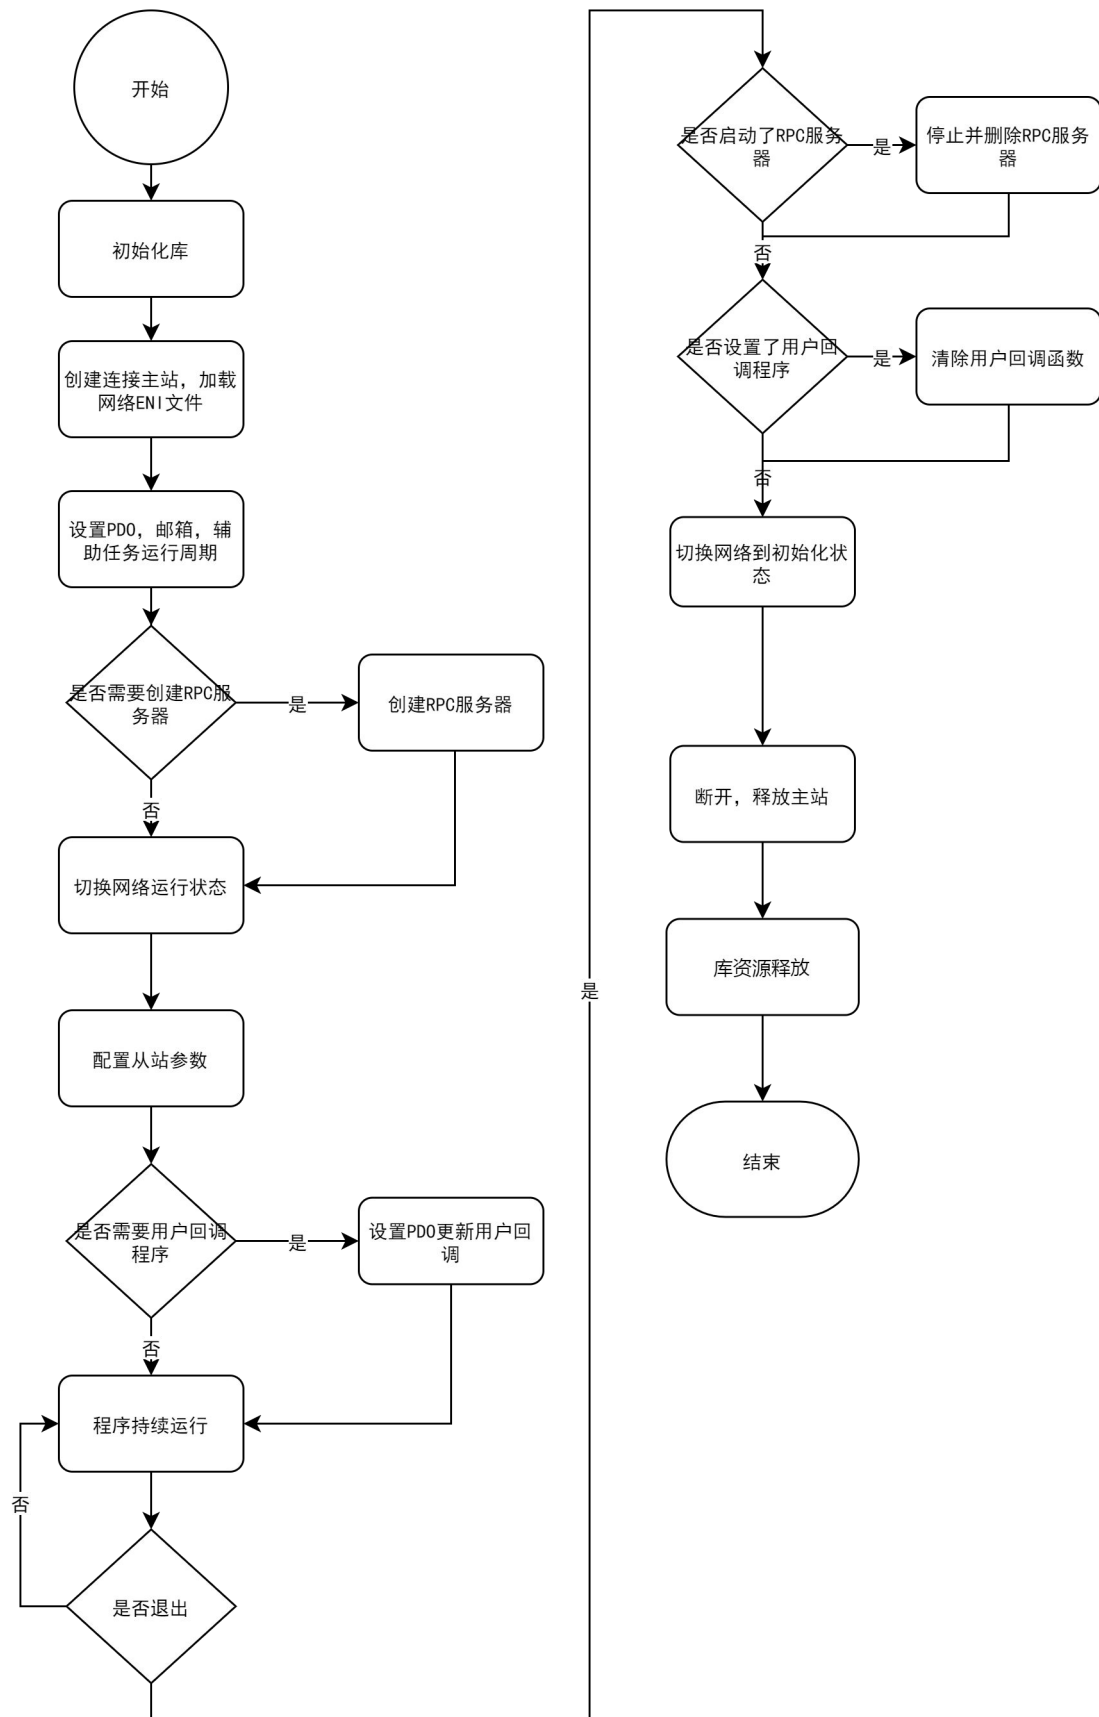 开始
初始化库
创建连接主站，加载
网络ENI文件
设置PDO，邮箱，辅
助任务运行周期
是否需要创建RPC服
务器
是
创建RPC服务器
否
切换网络运行状态
配置从站参数
是否需要用户回调
程序
是
设置PDO更新用户回
调
否
程序持续运行
否
是否退出
是
是否启动了RPC服务
器
是
停止并删除RPC服务
器
否
是否设置了用户回
调程序
是
清除用户回调函数
否
切换网络到初始化状
态
断开，释放主站
库资源释放
结束